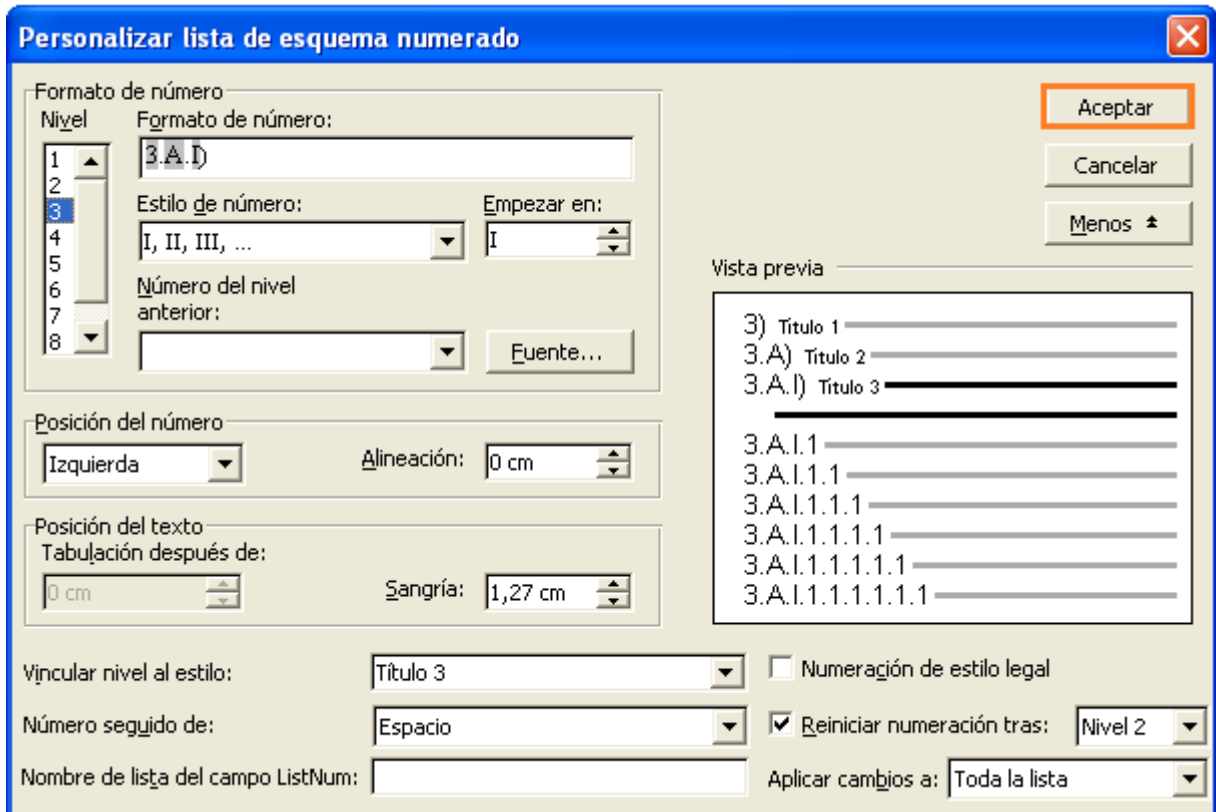 Personalizar lista de esquema numerado
Formato de número
Nivel
1
2
3
4
5
6
7
8
Formato de número:
3.A.I)
Estilo de número:
I, II, III, ...
Empezar en:
I
Número del nivel
anterior:
Fuente...
Posición del número
Izquierda
Alineación:
0 cm
Posición del texto
Tabulación después de:
0 cm
Sangría:
1,27 cm
Aceptar
Cancelar
Menos
Vista previa
3) Título 1
3.A) Título 2
3.A.I) Título 3
3.A.I.1
3.A.I.1.1
3.A.I.1.1.1
3.A.I.1.1.1.1
3.A.I.1.1.1.1.1
3.A.I.1.1.1.1.1.1
Vincular nivel al estilo:
Título 3
Numeración de estilo legal
Número seguido de:
Espacio
Reiniciar numeración tras:
Nivel 2
Nombre de lista del campo ListNum:
Aplicar cambios a:
Toda la lista